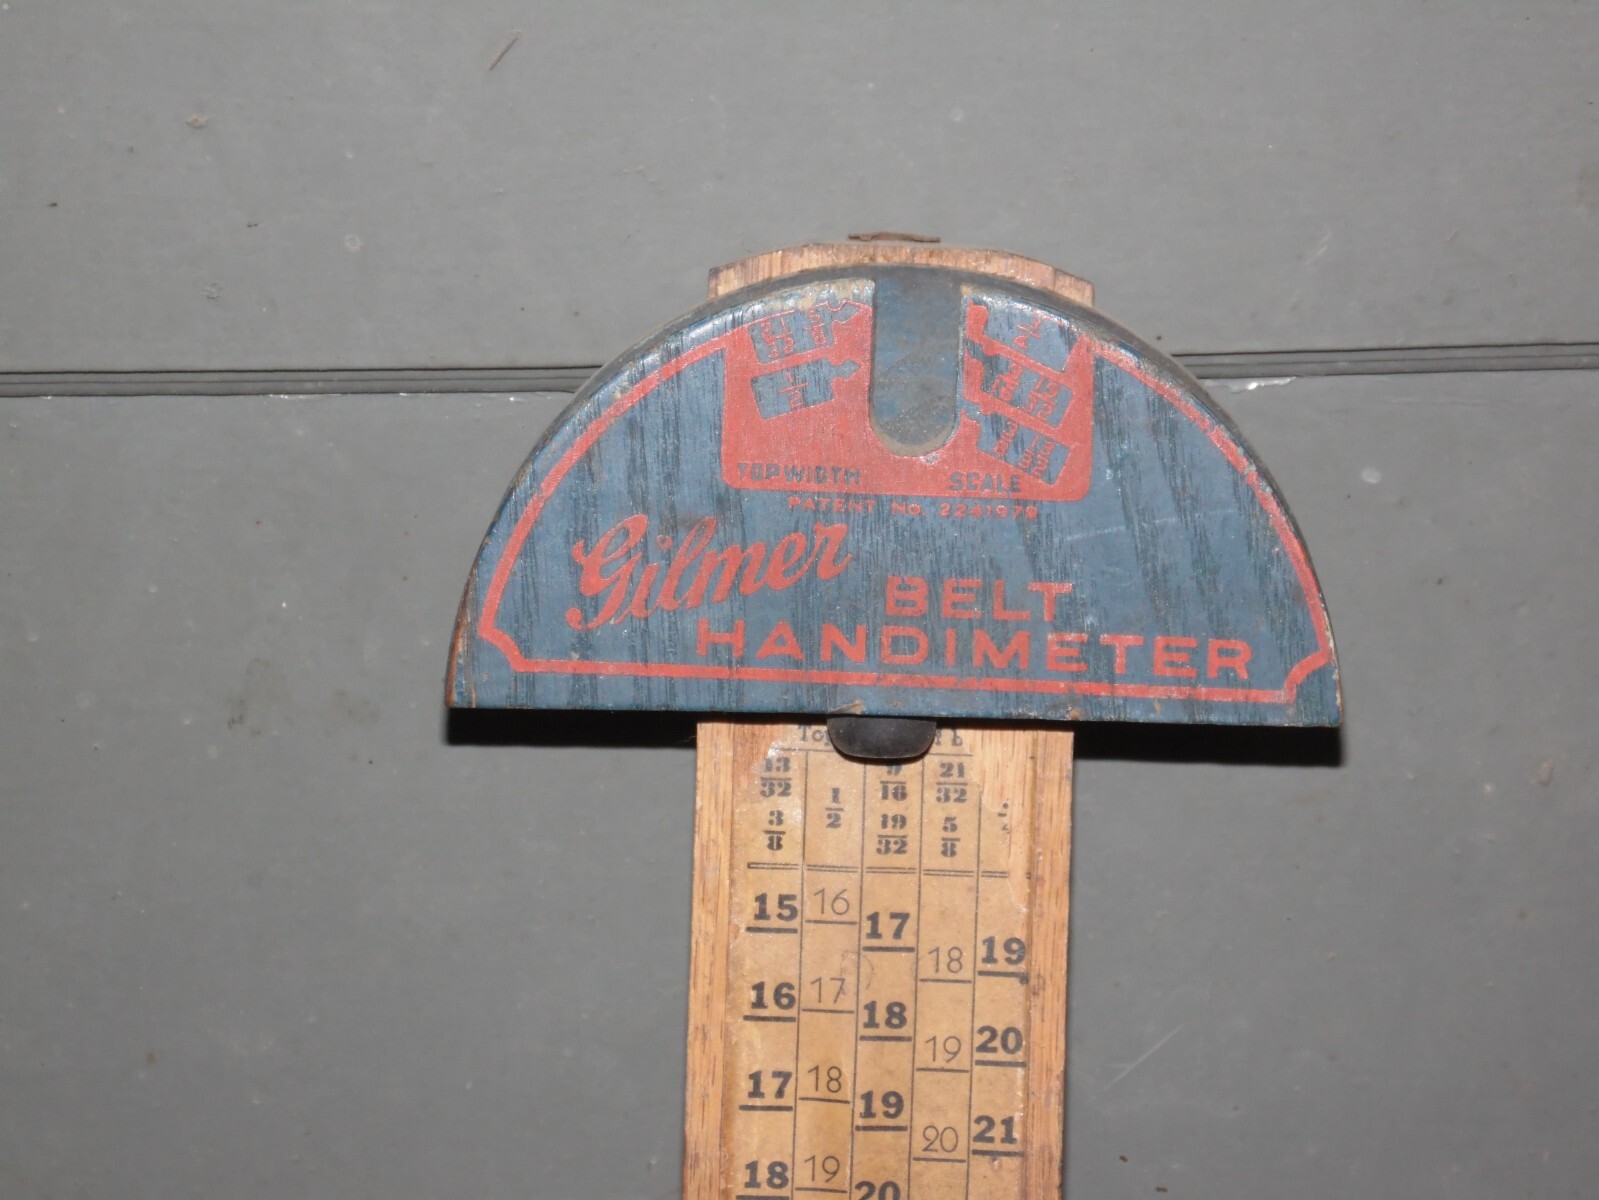 1/2
TOP WIDTH SCALE
PATENT No. 2241979
Gilmer BELT
HANDIMETER
13/32 9/16 21/32
1/2
3/8 19/32 5/8
15 16 17 18 19
16 17 18 19 20
17 18 19 20 21
18 19 20